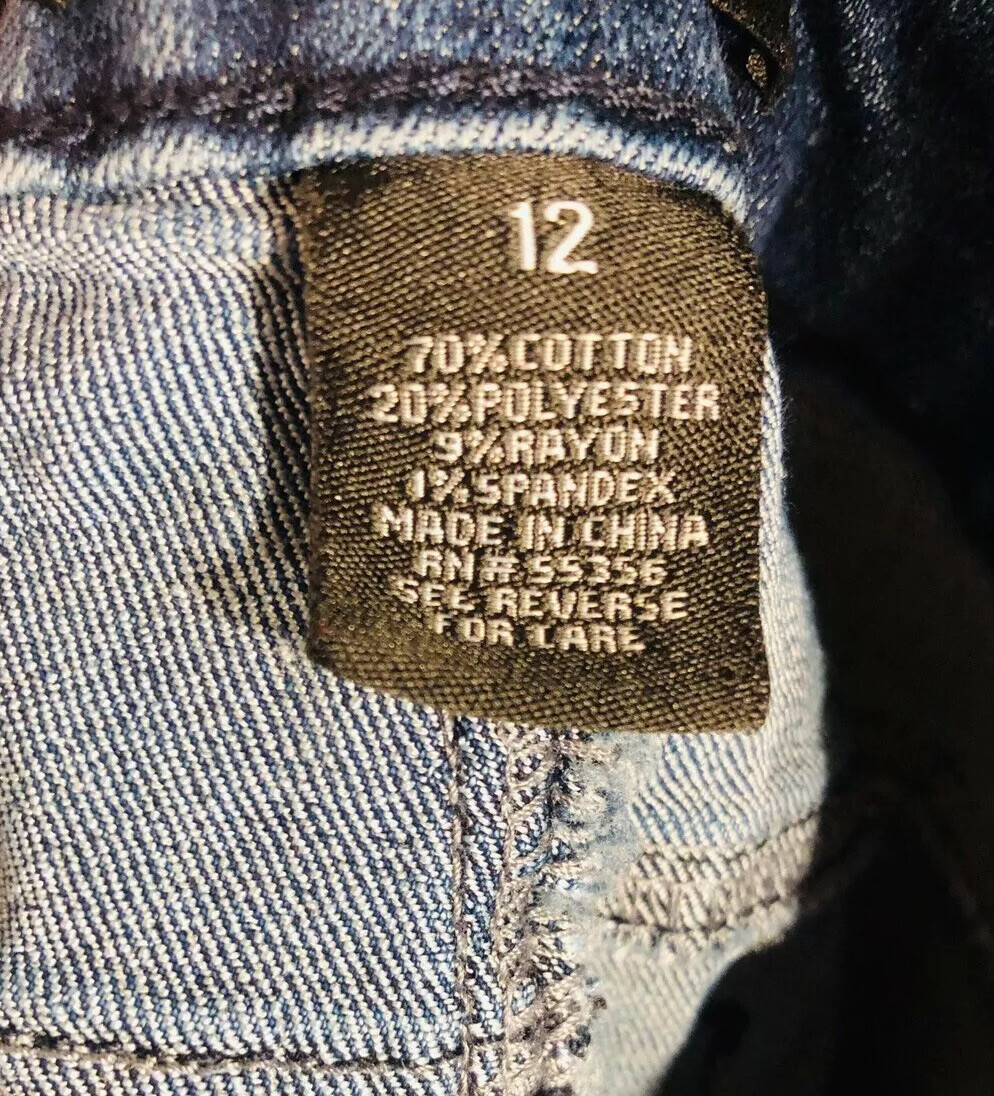 12
70%COTTON
20%POLYESTER
9%RAYON
1%SPANDEX
MADE IN CHINA
RN#55356
SEE REVERSE
FOR CARE